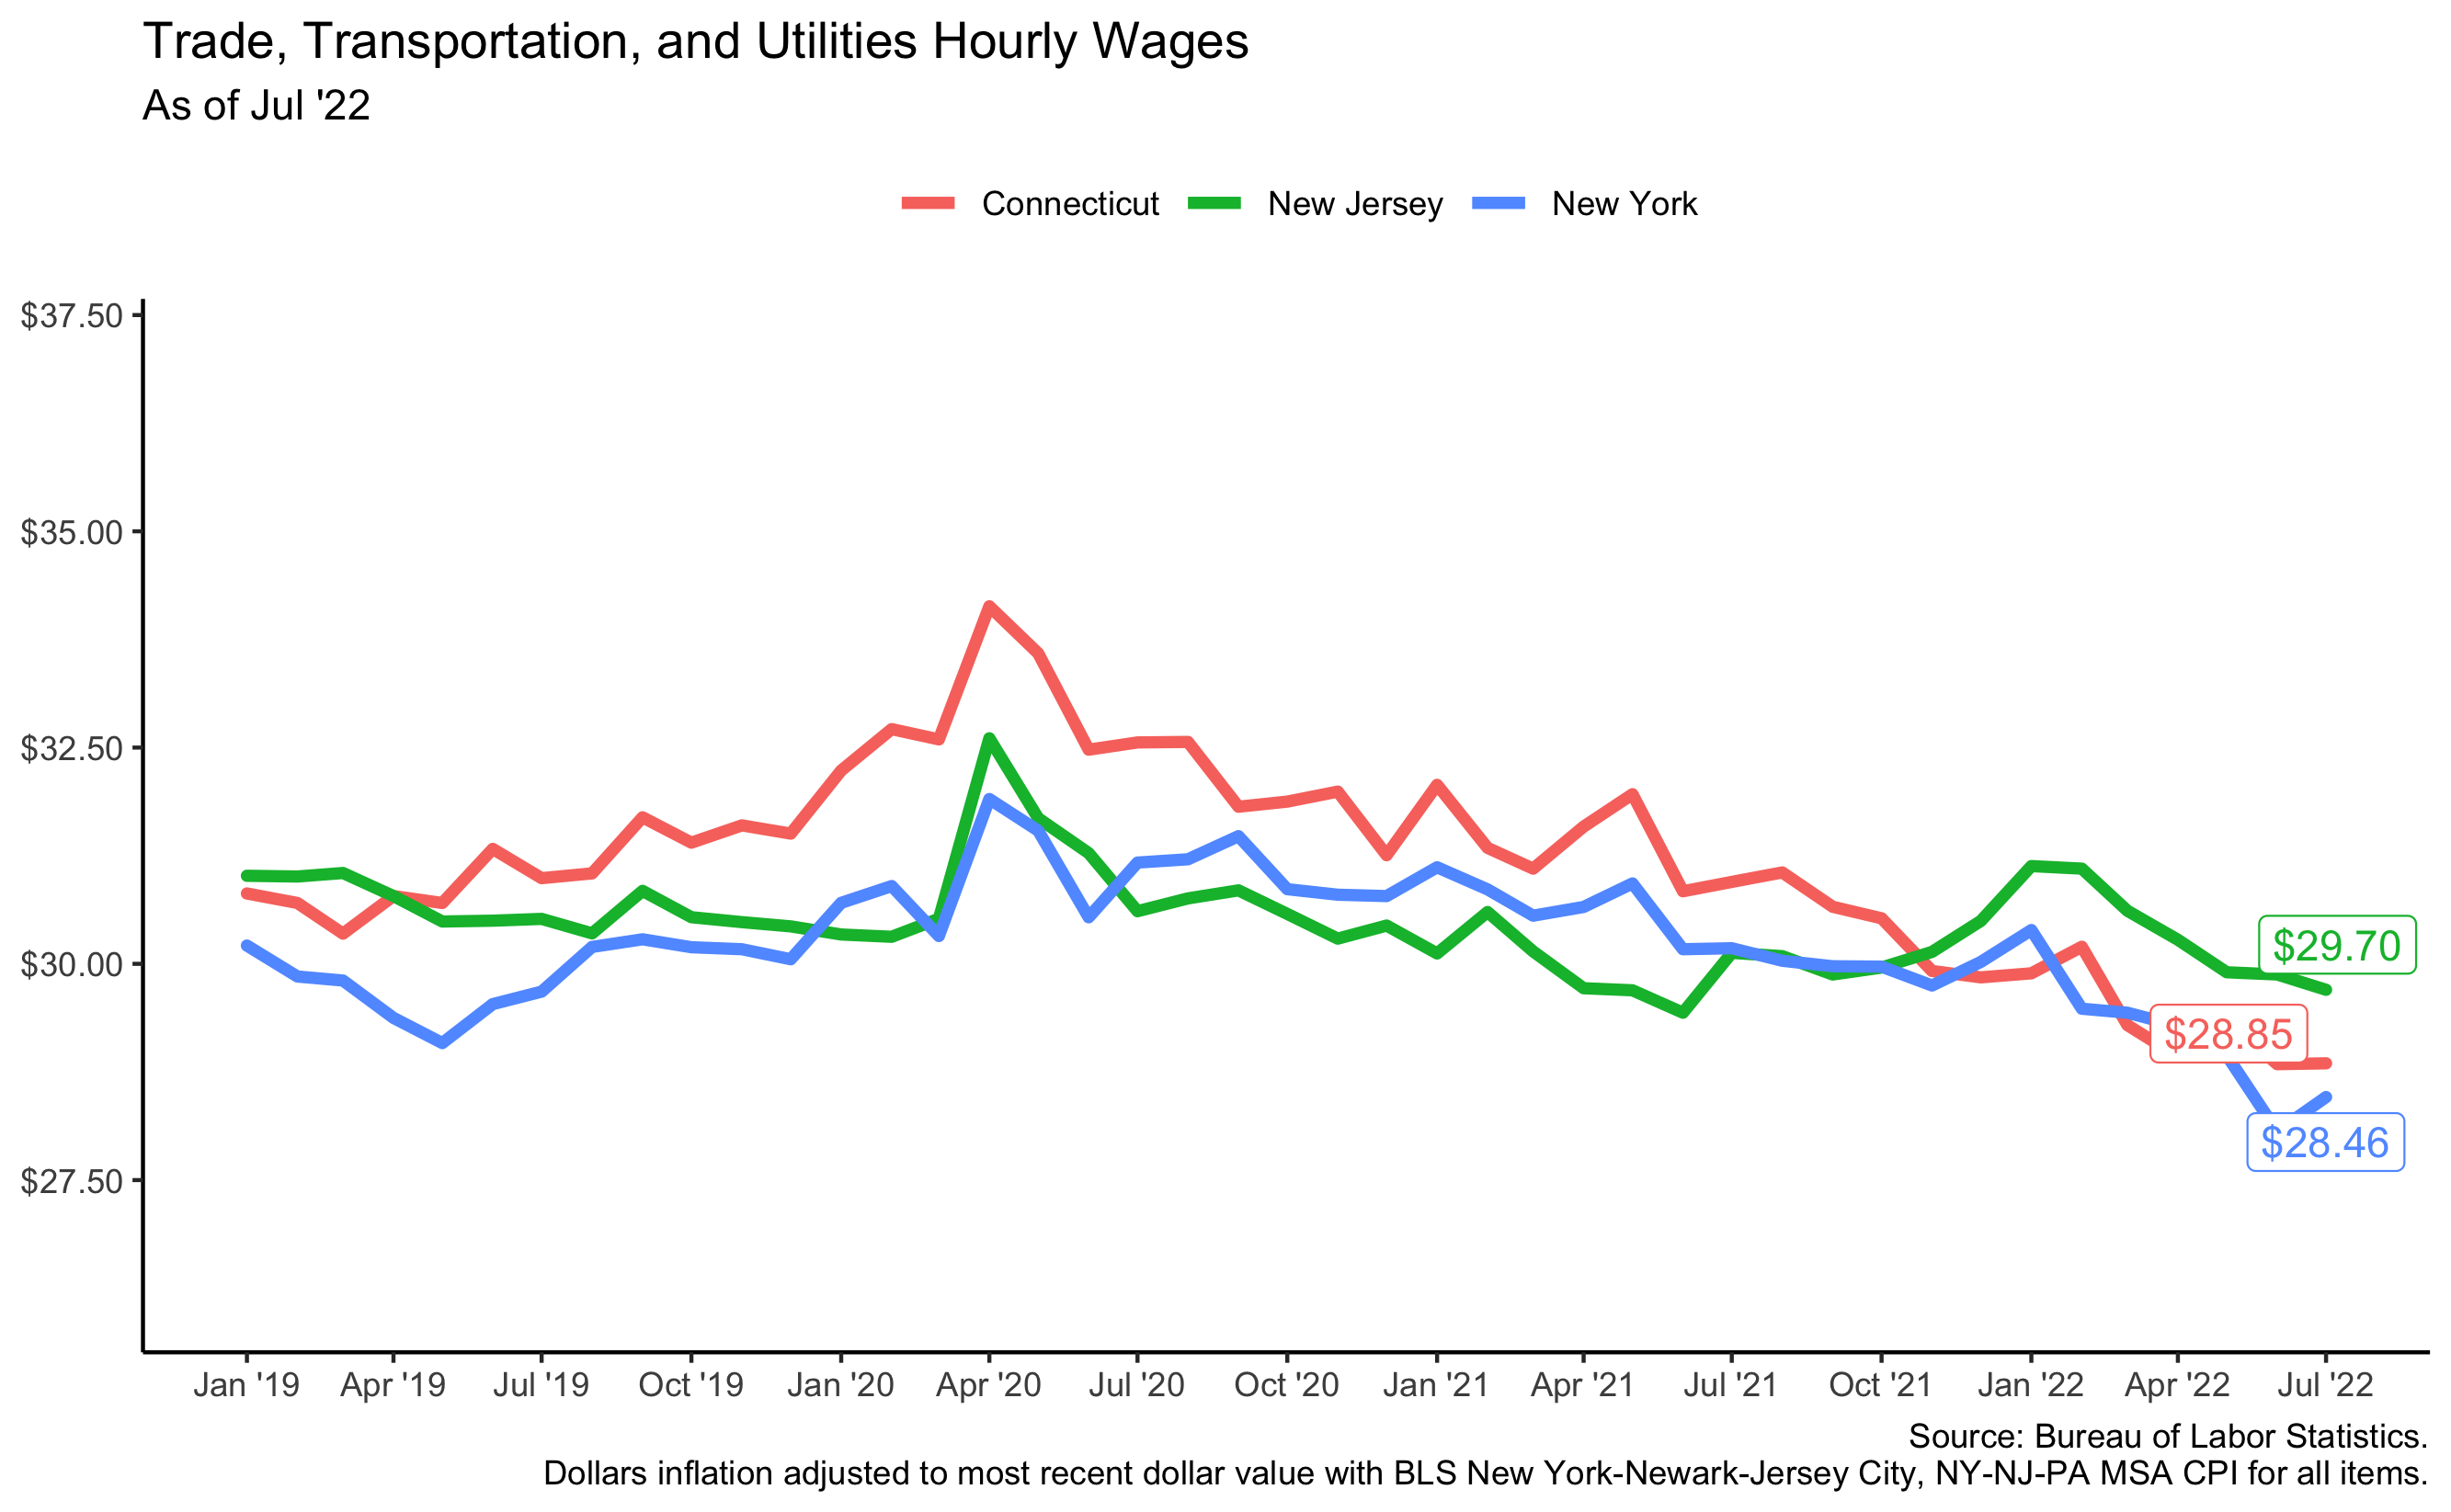 Trade, Transportation, and Utilities Hourly Wages
As of Jul '22
Connecticut New Jersey New York
$37.50
$35.00
$32.50
$30.00
$27.50
$29.70
$28.85
$28.46
Jan '19 Apr '19 Jul '19 Oct '19 Jan '20 Apr '20 Jul '20 Oct '20 Jan '21 Apr '21 Jul '21 Oct '21 Jan '22 Apr '22 Jul '22
Source: Bureau of Labor Statistics.
Dollars inflation adjusted to most recent dollar value with BLS New York-Newark-Jersey City, NY-NJ-PA MSA CPI for all items.